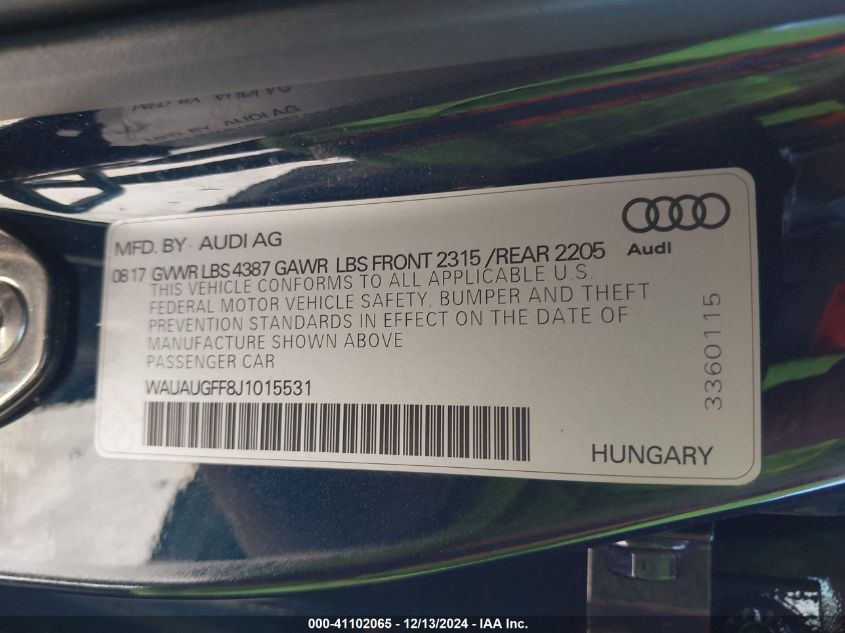 MFD. BY AUDI AG
Audi
08 17 GVWR LBS 4387 GAWR LBS FRONT 2315 /REAR 2205
THIS VEHICLE CONFORMS TO ALL APPLICABLE U.S.
FEDERAL MOTOR VEHICLE SAFETY, BUMPER AND THEFT
PREVENTION STANDARDS IN EFFECT ON THE DATE OF
MANUFACTURE SHOWN ABOVE
PASSENGER CAR
WAUAUGFF8J1015531
HUNGARY
3360115
000-41102065 - 12/13/2024 - IAA Inc.